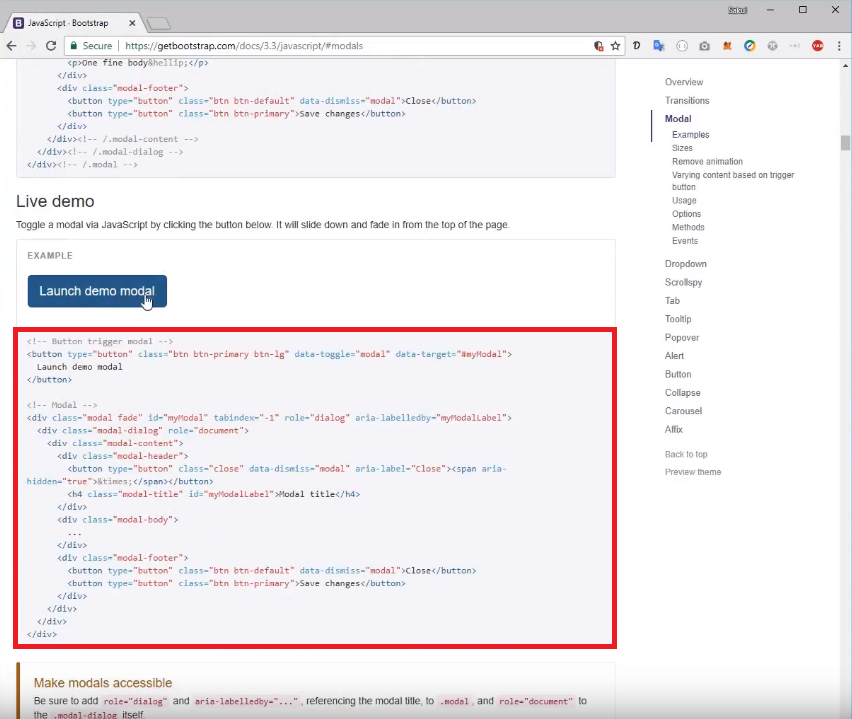 JavaScript · Bootstrap
Secure https://getbootstrap.com/docs/3.3/javascript/#modals
<p>One fine body&hellip;</p>
</div>
<div class="modal-footer">
<button type="button" class="btn btn-default" data-dismiss="modal">Close</button>
<button type="button" class="btn btn-primary">Save changes</button>
</div>
</div><!-- /.modal-content -->
</div><!-- /.modal-dialog -->
</div><!-- /.modal -->
Live demo
Toggle a modal via JavaScript by clicking the button below. It will slide down and fade in from the top of the page.
EXAMPLE
Launch demo modal
<!-- Button trigger modal -->
<button type="button" class="btn btn-primary btn-lg" data-toggle="modal" data-target="#myModal">
Launch demo modal
</button>
<!-- Modal -->
<div class="modal fade" id="myModal" tabindex="-1" role="dialog" aria-labelledby="myModalLabel">
<div class="modal-dialog" role="document">
<div class="modal-content">
<div class="modal-header">
<button type="button" class="close" data-dismiss="modal" aria-label="Close"><span aria-
hidden="true">&times;</span></button>
<h4 class="modal-title" id="myModalLabel">Modal title</h4>
</div>
<div class="modal-body">
...
</div>
<div class="modal-footer">
<button type="button" class="btn btn-default" data-dismiss="modal">Close</button>
<button type="button" class="btn btn-primary">Save changes</button>
</div>
</div>
</div>
</div>
Make modals accessible
Be sure to add role="dialog" and aria-labelledby="...", referencing the modal title, to .modal, and role="document" to
the .modal-dialog itself.
Overview
Transitions
Modal
Examples
Sizes
Remove animation
Varying content based on trigger
button
Usage
Options
Methods
Events
Dropdown
Scrollspy
Tab
Tooltip
Popover
Alert
Button
Collapse
Carousel
Affix
Back to top
Preview theme